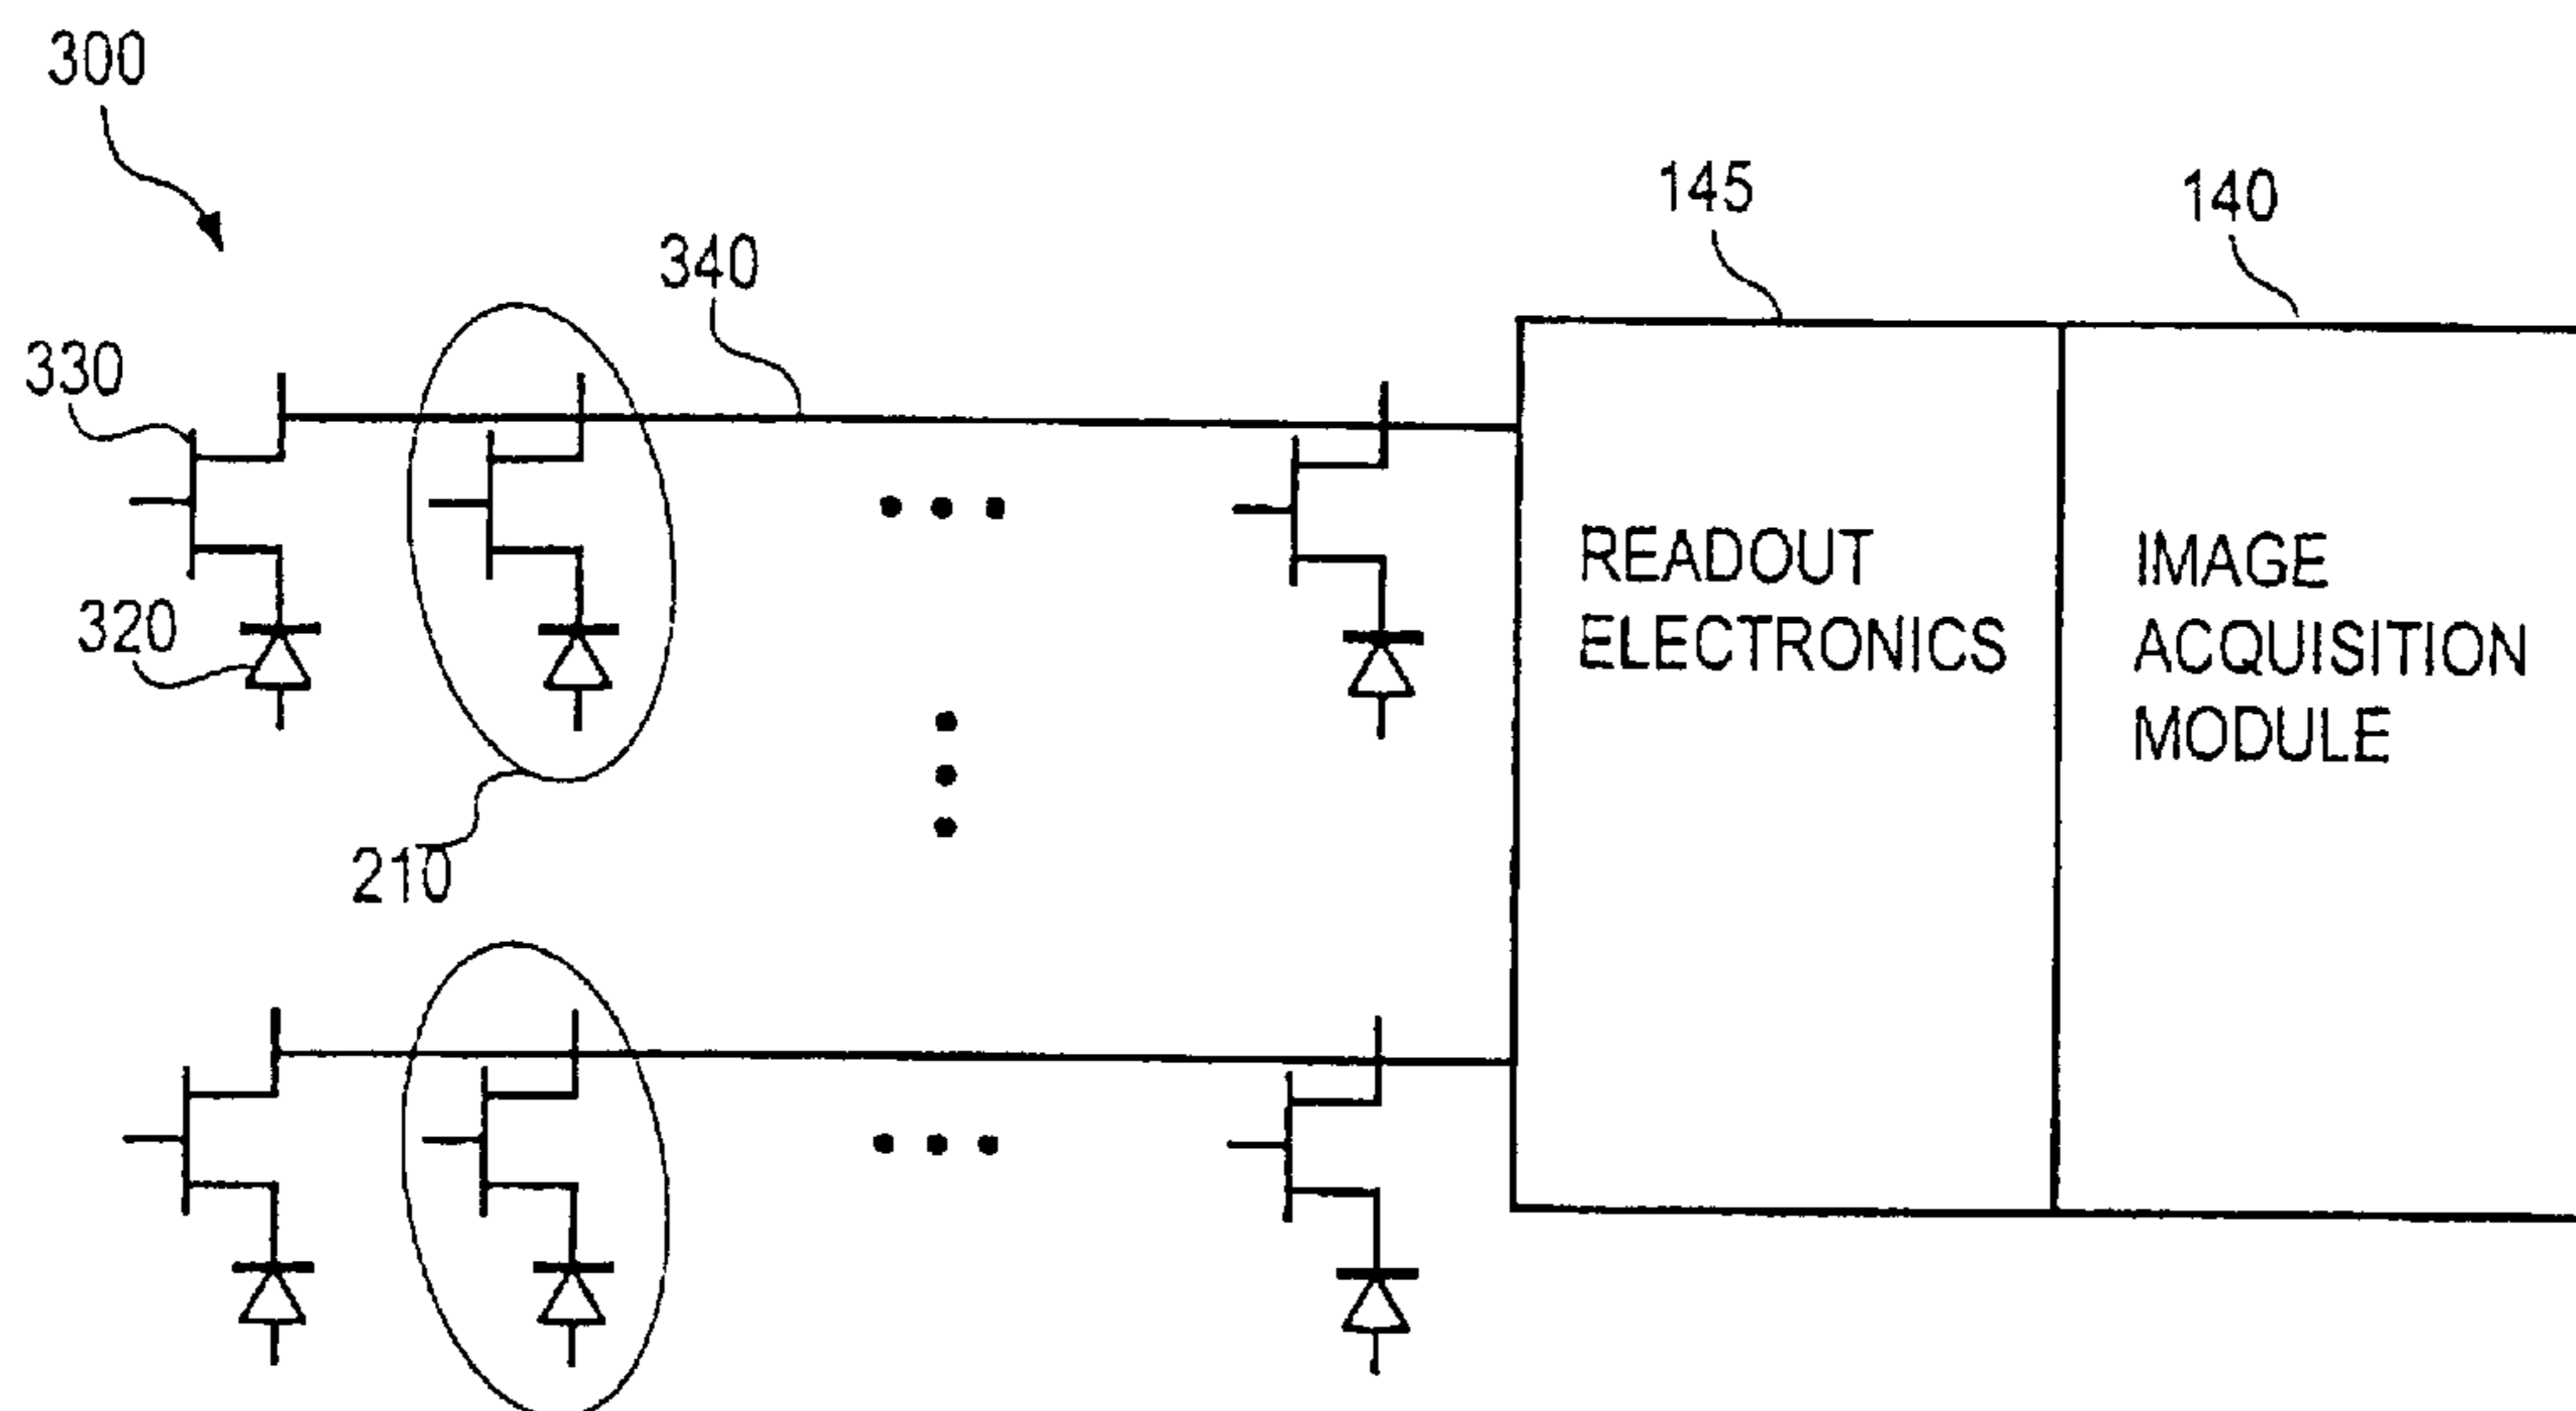 300
145
140
340
330
READOUT
ELECTRONICS
IMAGE
ACQUISITION
MODULE
320
210